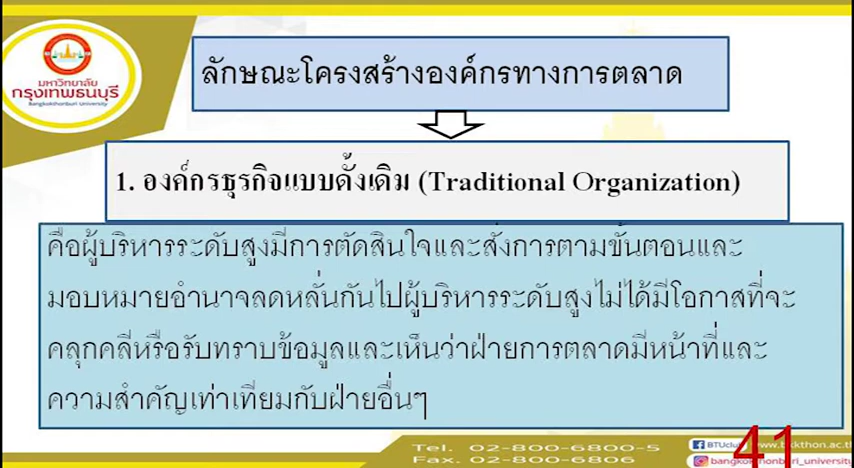 มหาวิทยาลัย
กรุงเทพธนบุรี
Bangkokthonburi University
ลักษณะโครงสร้างองค์กรทางการตลาด
1. องค์กรธุรกิจแบบดั้งเดิม (Traditional Organization)
คือผู้บริหารระดับสูงมีการตัดสินใจและสั่งการตามขั้นตอนและ
มอบหมายอำนาจลดหลั่นกันไปผู้บริหารระดับสูงไม่ได้มีโอกาสที่จะ
คลุกคลีหรือรับทราบข้อมูลและเห็นว่าฝ่ายการตลาดมีหน้าที่และ
ความสำคัญเท่าเทียมกับฝ่ายอื่นๆ
Tel. 02-800-6800-5
Fax. 02-800-6806
41